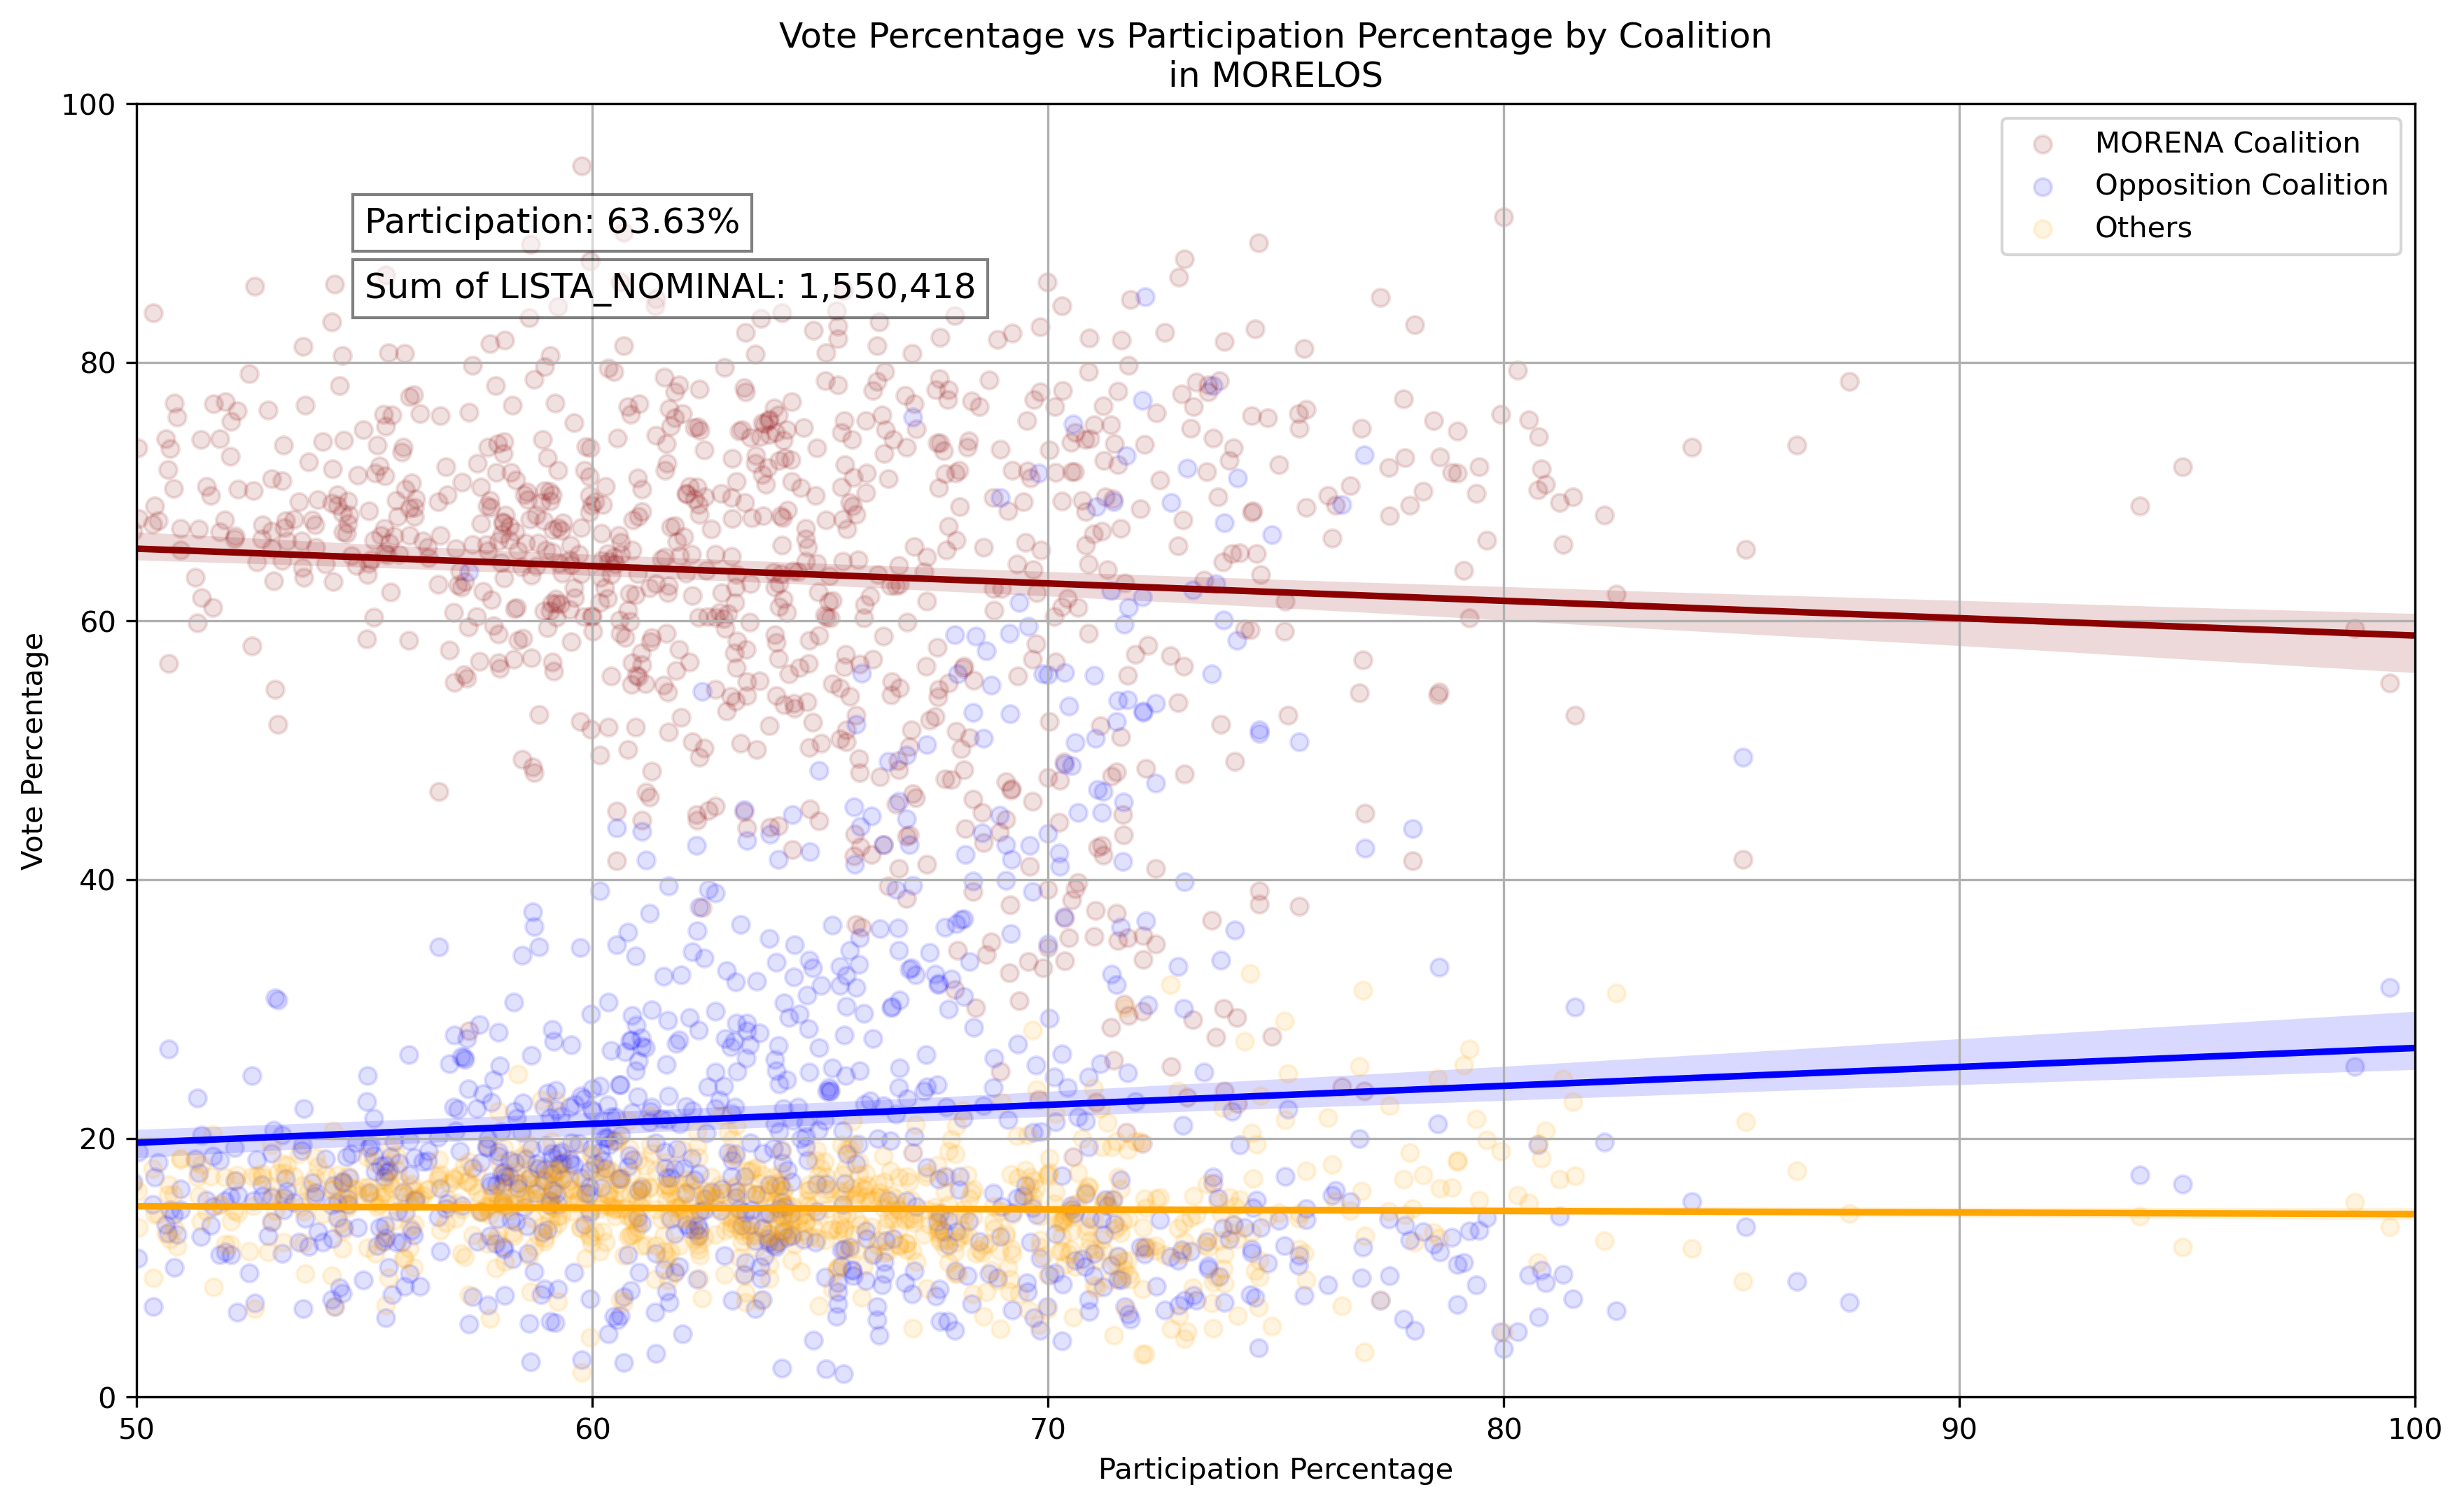 Vote Percentage vs Participation Percentage by Coalition
in MORELOS
100
80
60
40
20
0
Vote Percentage
Participation: 63.63%
Sum of LISTA_NOMINAL: 1,550,418
MORENA Coalition
Opposition Coalition
Others
50
60
70
80
90
100
Participation Percentage